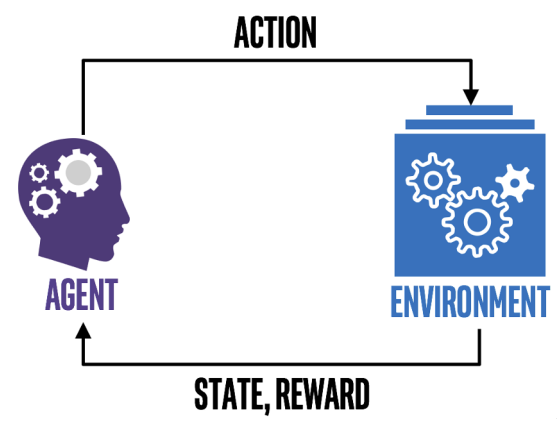 ACTION
AGENT
ENVIRONMENT
STATE, REWARD